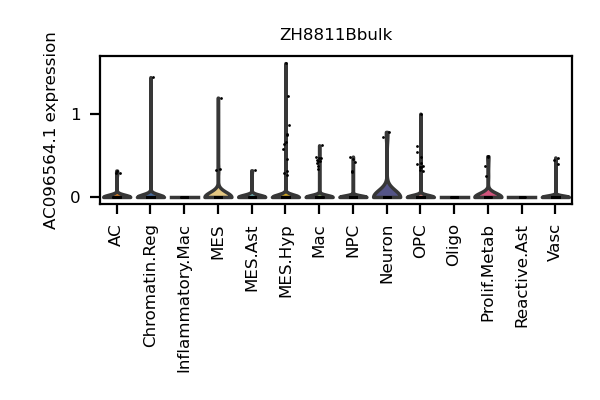 ZH8811Bbulk
AC096564.1 expression
1
0
AC
Chromatin.Reg
Inflammatory.Mac
MES
MES.Ast
MES.Hyp
Mac
NPC
Neuron
OPC
Oligo
Prolif.Metab
Reactive.Ast
Vasc